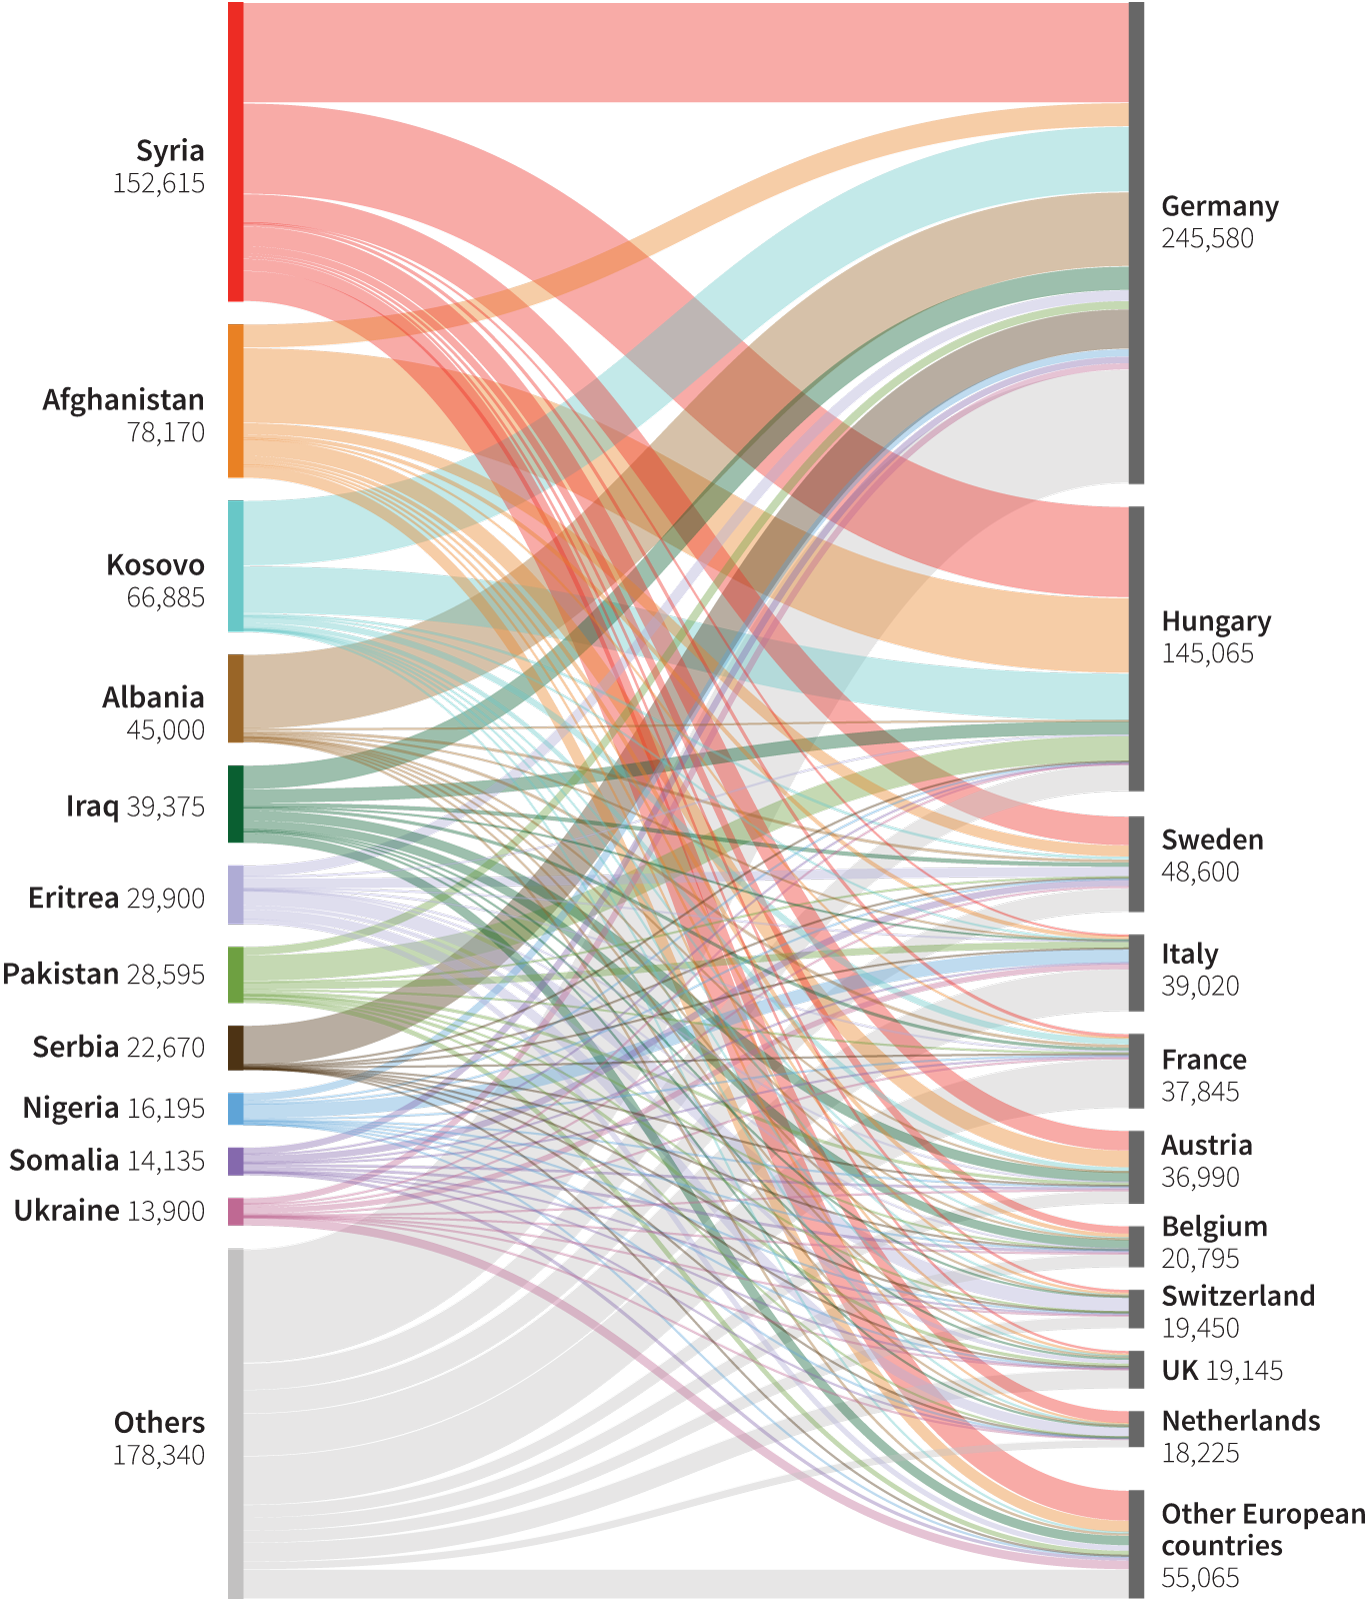 Syria
152,615
Afghanistan
78,170
Kosovo
66,885
Albania
45,000
Iraq 39,375
Eritrea 29,900
Pakistan 28,595
Serbia 22,670
Nigeria 16,195
Somalia 14,135
Ukraine 13,900
Others
178,340
Germany
245,580
Hungary
145,065
Sweden
48,600
Italy
39,020
France
37,845
Austria
36,990
Belgium
20,795
Switzerland
19,450
UK 19,145
Netherlands
18,225
Other European
countries
55,065